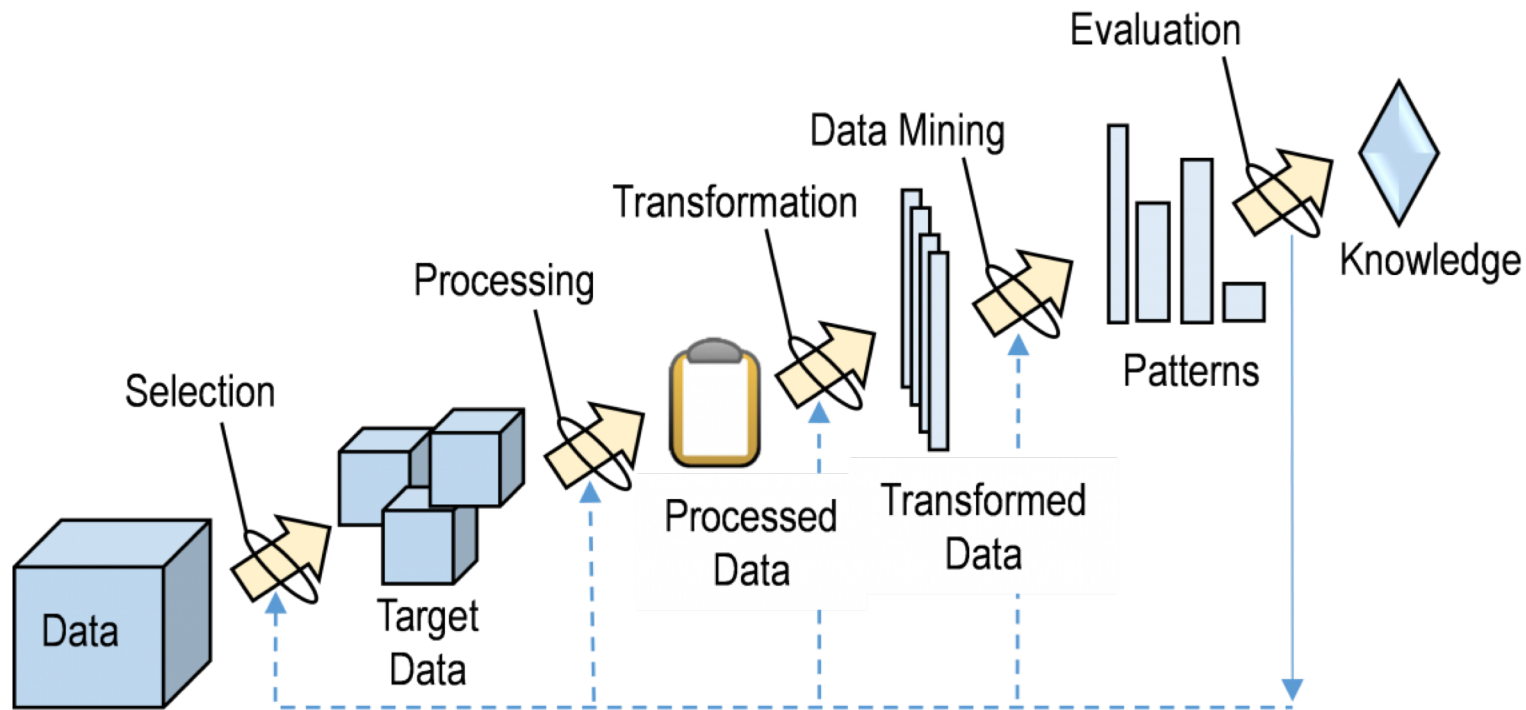 Evaluation
Data Mining
Transformation
Knowledge
Processing
Patterns
Selection
Processed
Data
Transformed
Data
Data
Target
Data